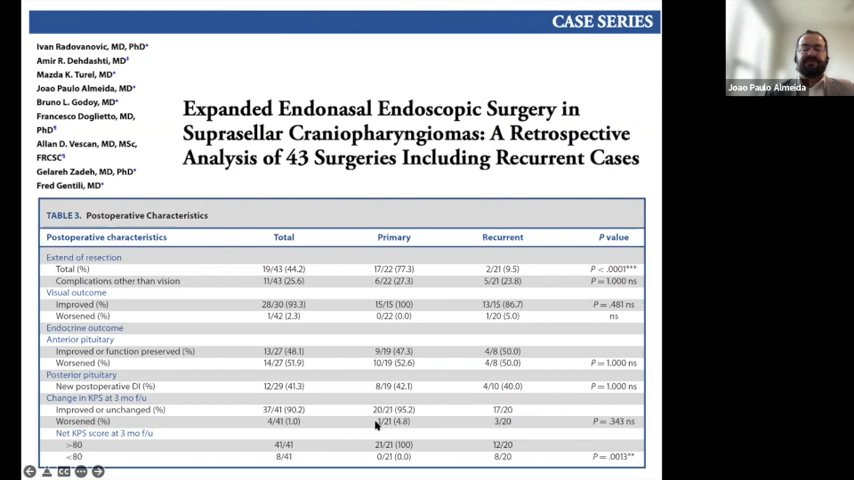 CASE SERIES
Ivan Radovanovic, MD, PhD*
Amir R. Dehdashti, MD‡
Mazda K. Turel, MD*
Joao Paulo Almeida, MD*
Bruno L. Godoy, MD*
Francesco Doglietto, MD,
PhD¶
Allan D. Vescan, MD, MSc,
FRCSC§
Gelareh Zadeh, MD, PhD*
Fred Gentili, MD*
Expanded Endonasal Endoscopic Surgery in
Suprasellar Craniopharyngiomas: A Retrospective
Analysis of 43 Surgeries Including Recurrent Cases
Joao Paulo Almeida
TABLE 3. Postoperative Characteristics
Postoperative characteristics Total Primary Recurrent P value
Extend of resection
Total (%) 19/43 (44.2) 17/22 (77.3) 2/21 (9.5) P < .0001***
Complications other than vision 11/43 (25.6) 6/22 (27.3) 5/21 (23.8) P = 1.000 ns
Visual outcome
Improved (%) 28/30 (93.3) 15/15 (100) 13/15 (86.7) P = .481 ns
Worsened (%) 1/42 (2.3) 0/22 (0.0) 1/20 (5.0) ns
Endocrine outcome
Anterior pituitary
Improved or function preserved (%) 13/27 (48.1) 9/19 (47.3) 4/8 (50.0)
Worsened (%) 14/27 (51.9) 10/19 (52.6) 4/8 (50.0) P = 1.000 ns
Posterior pituitary
New postoperative DI (%) 12/29 (41.3) 8/19 (42.1) 4/10 (40.0) P = 1.000 ns
Change in KPS at 3 mo f/u
Improved or unchanged (%) 37/41 (90.2) 20/21 (95.2) 17/20
Worsened (%) 4/41 (1.0) 1/21 (4.8) 3/20 P = .343 ns
Net KPS score at 3 mo f/u
>80 41/41 21/21 (100) 12/20
<80 8/41 0/21 (0.0) 8/20 P = .0013**